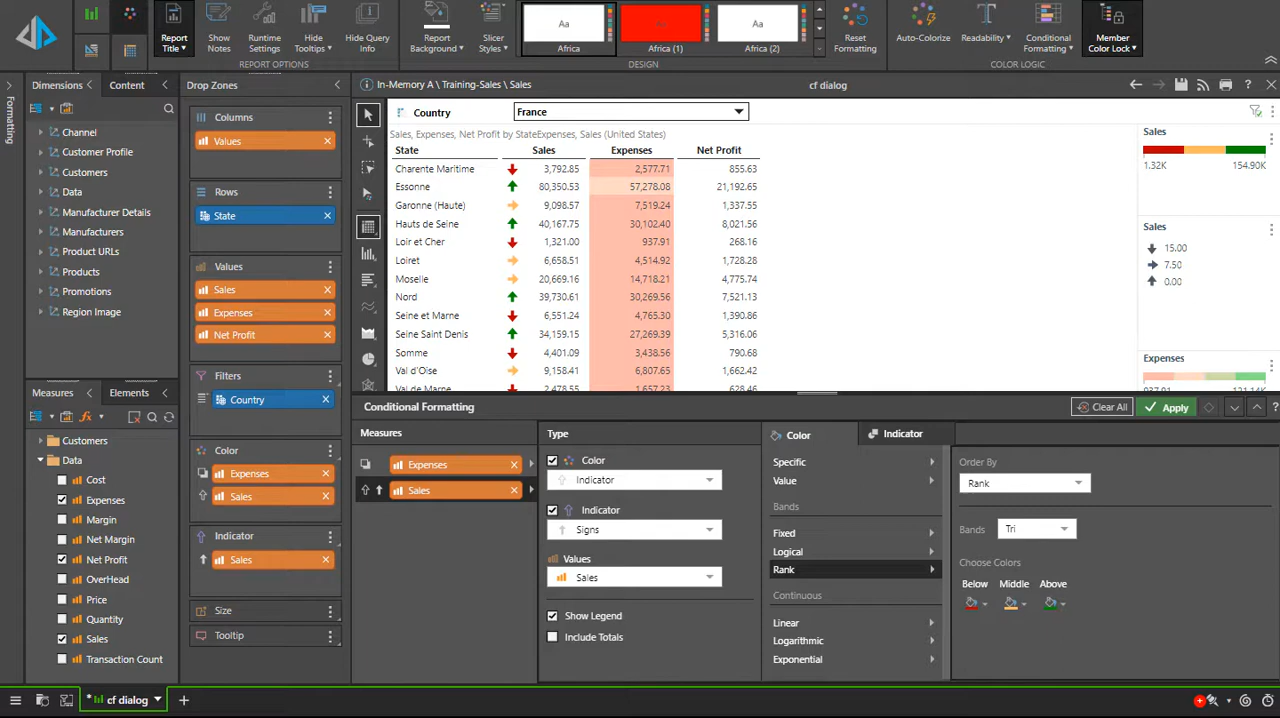 Report Title
Show Notes
Runtime Settings
Hide Tooltips
Hide Query Info
REPORT OPTIONS
Report Background
Slicer Styles
Aa
Africa
Africa (1)
Aa
Africa (2)
DESIGN
Reset Formatting
Auto-Colorize
Readability
Conditional Formatting
Member Color Lock
COLOR LOGIC
Formatting
Dimensions
Content
Channel
Customer Profile
Customers
Data
Manufacturer Details
Manufacturers
Product URLs
Products
Promotions
Region Image
Measures
Elements
Customers
Data
Cost
Expenses
Margin
Net Margin
Net Profit
OverHead
Price
Quantity
Sales
Transaction Count
Drop Zones
Columns
Values
Rows
State
Values
Sales
Expenses
Net Profit
Filters
Country
Color
Expenses
Sales
Indicator
Sales
Size
Tooltip
In-Memory A \ Training-Sales \ Sales
cf dialog
Country
France
Sales, Expenses, Net Profit by StateExpenses, Sales (United States)
State Sales Expenses Net Profit
Charente Maritime 3,792.85 2,577.71 855.63
Essonne 80,350.53 57,278.08 21,192.65
Garonne (Haute) 9,098.57 7,519.24 1,337.55
Hauts de Seine 40,167.75 30,102.40 8,021.56
Loir et Cher 1,321.00 937.91 268.16
Loiret 6,658.51 4,514.92 1,728.28
Moselle 20,669.16 14,718.21 4,775.74
Nord 39,730.61 30,269.56 7,521.13
Seine et Marne 6,551.24 4,765.30 1,390.86
Seine Saint Denis 34,159.15 27,269.39 5,316.06
Somme 4,401.09 3,438.56 790.68
Val d'Oise 9,158.41 6,807.65 1,662.42
Val de Marne 2,478.55 1,657.23 628.46
Sales
1.32K 154.90K
Sales
15.00
7.50
0.00
Expenses
937.91 121.14K
Conditional Formatting
Clear All
Apply
Measures
Expenses
Sales
Type
Color
Indicator
Indicator
Signs
Values
Sales
Show Legend
Include Totals
Color
Indicator
Specific
Value
Bands
Fixed
Logical
Rank
Continuous
Linear
Logarithmic
Exponential
Order By
Rank
Bands Tri
Choose Colors
Below Middle Above
* cf dialog